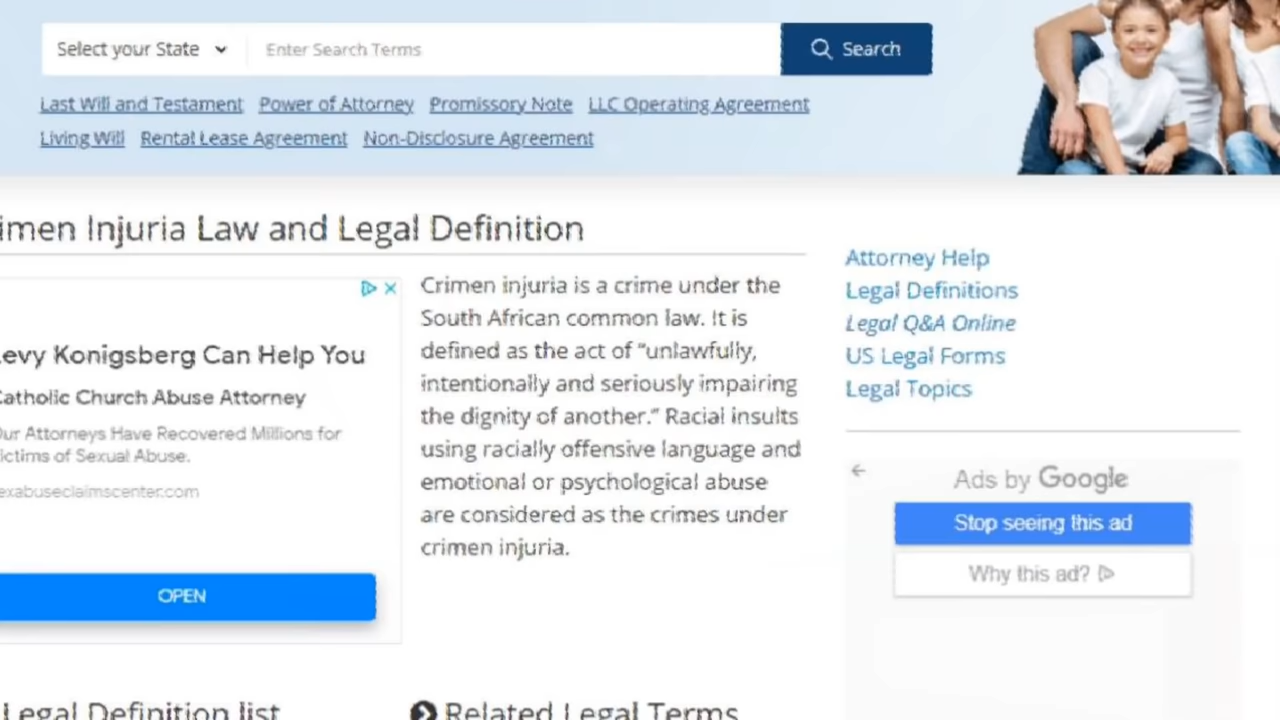 Select your State
Enter Search Terms
Search
Last Will and Testament Power of Attorney Promissory Note LLC Operating Agreement
Living Will Rental Lease Agreement Non-Disclosure Agreement
imen Injuria Law and Legal Definition
evy Konigsberg Can Help You
Catholic Church Abuse Attorney
Our Attorneys Have Recovered Millions for
ictims of Sexual Abuse.
exabuseclaimscenter.com
OPEN
Crimen injuria is a crime under the
South African common law. It is
defined as the act of "unlawfully,
intentionally and seriously impairing
the dignity of another." Racial insults
using racially offensive language and
emotional or psychological abuse
are considered as the crimes under
crimen injuria.
Attorney Help
Legal Definitions
Legal Q&A Online
US Legal Forms
Legal Topics
Ads by Google
Stop seeing this ad
Why this ad?
Legal Definition list
Related Legal Terms